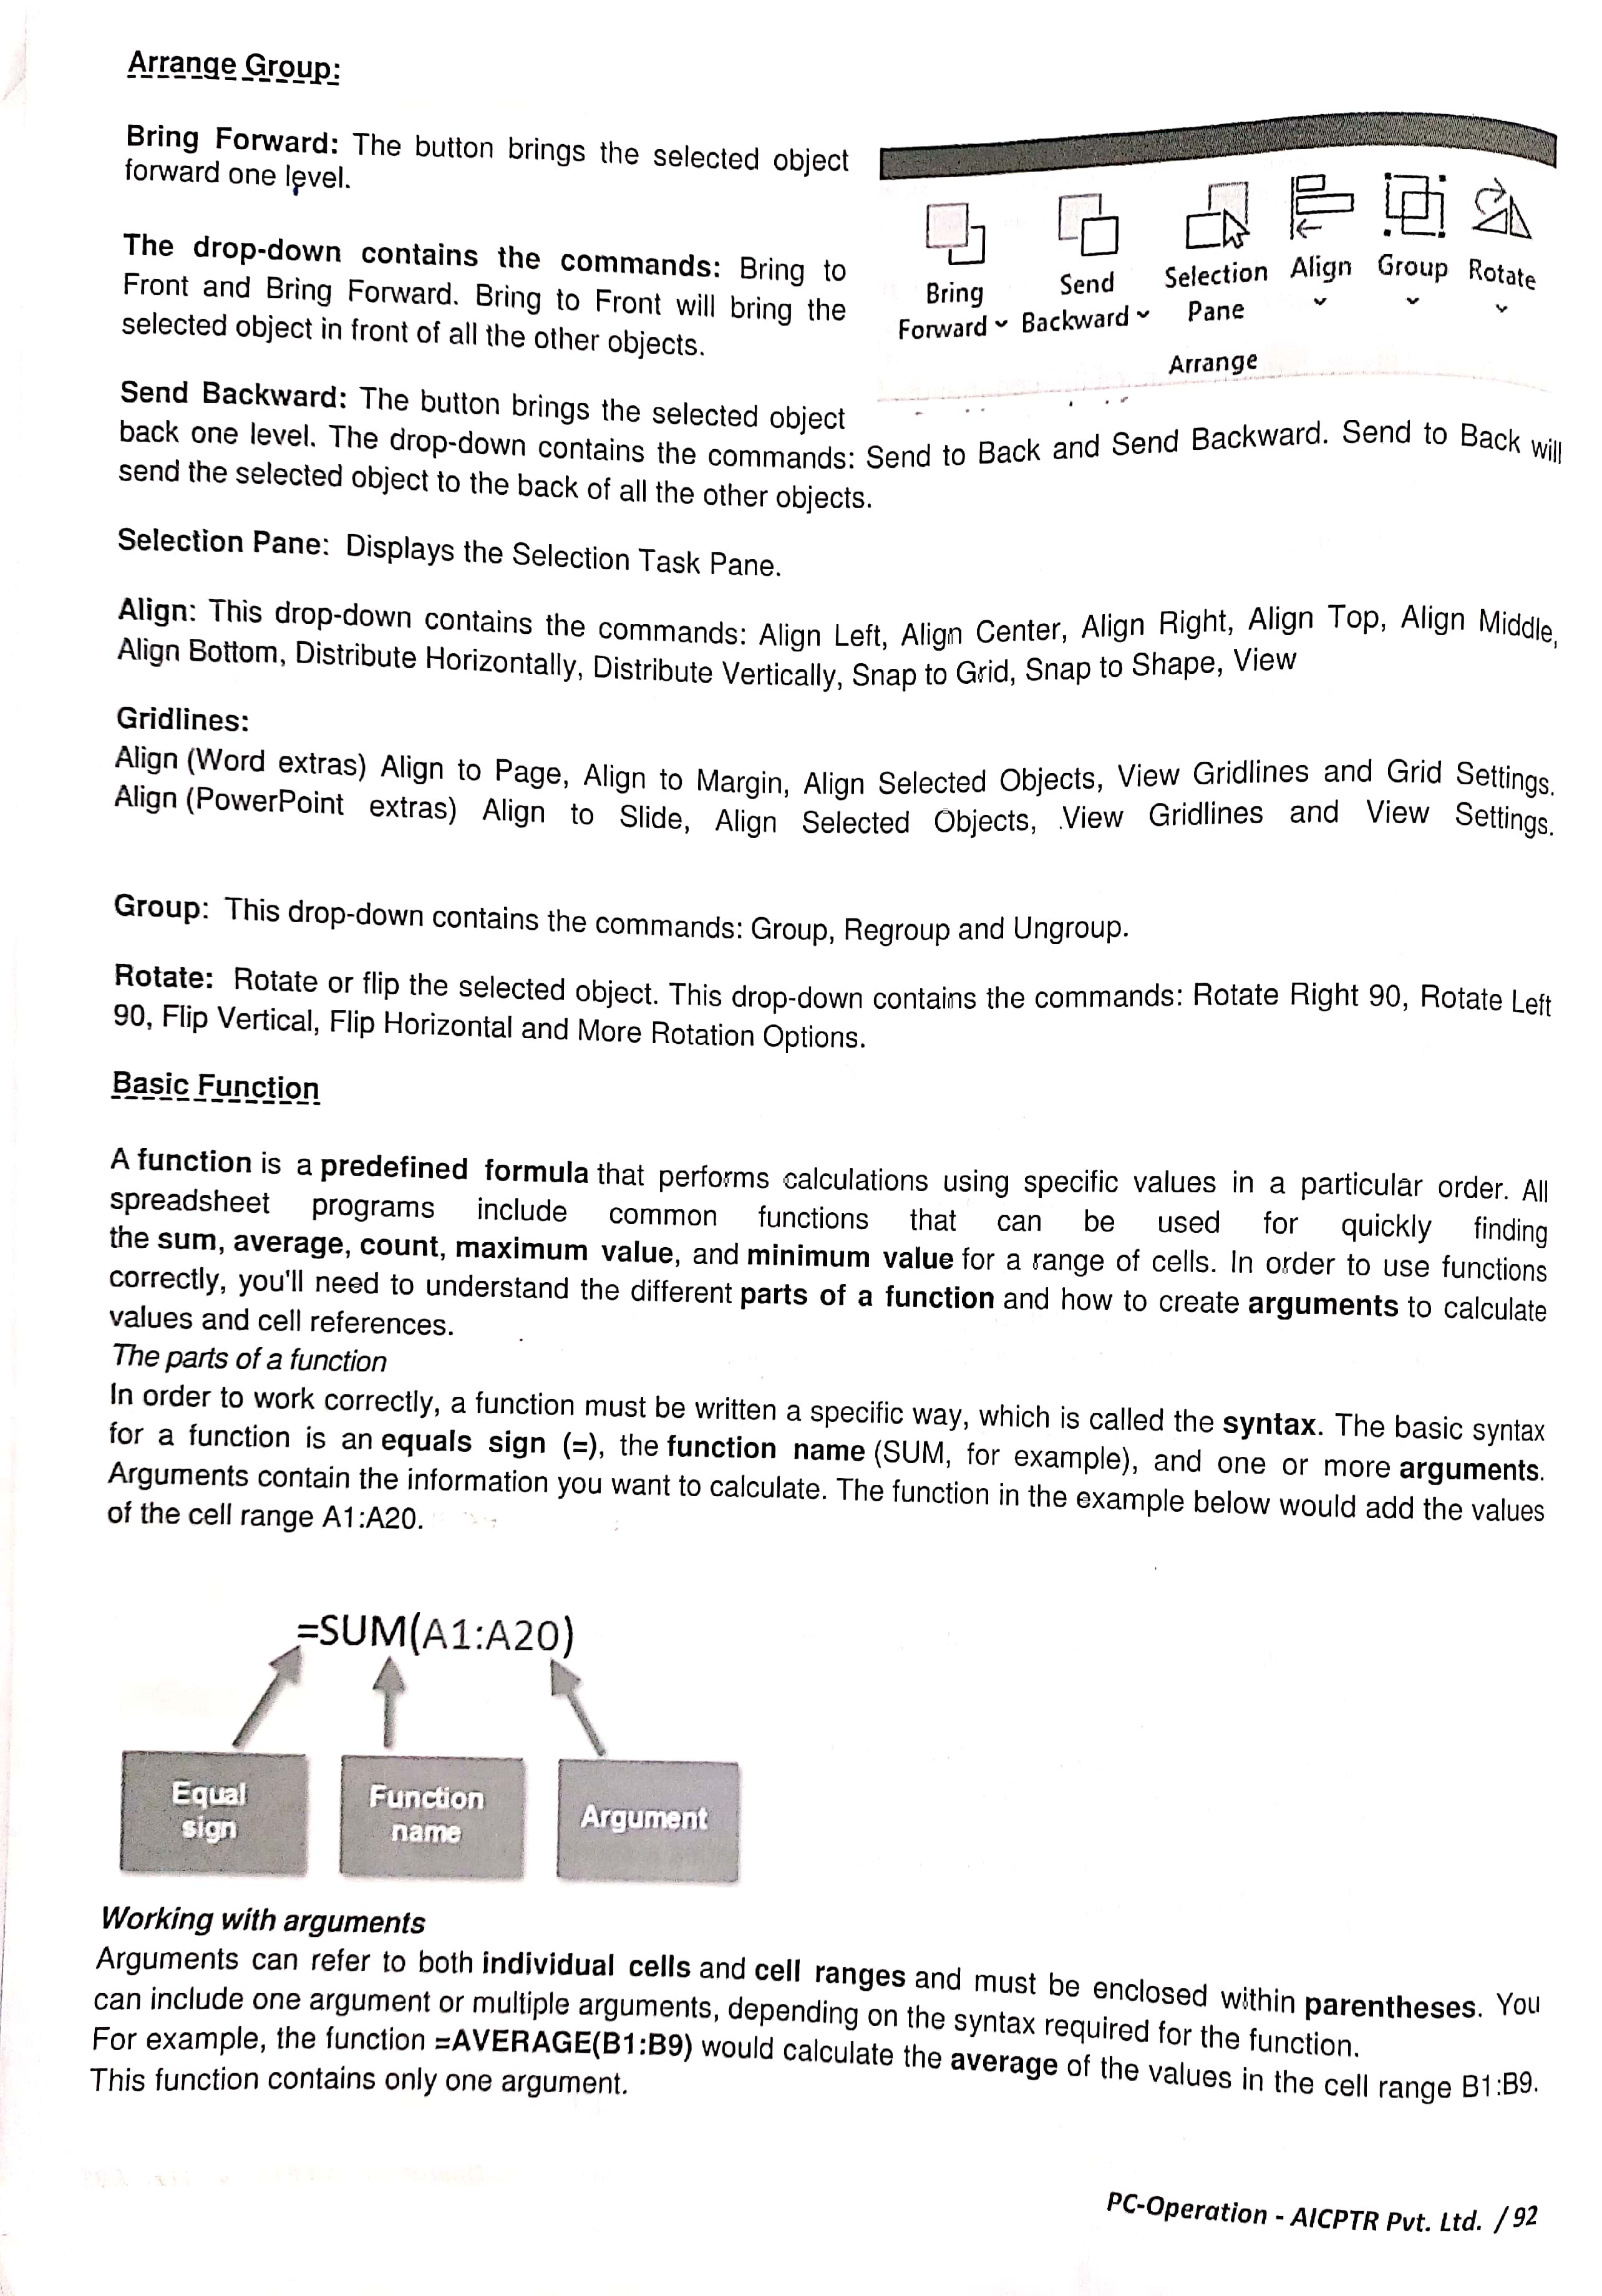 Arrange Group:
Bring Forward: The button brings the selected object
forward one level.
The drop-down contains the commands: Bring to
Front and Bring Forward. Bring to Front will bring the
selected object in front of all the other objects.
Bring
Forward
Send
Backward
Selection
Pane
Align
Group
Rotate
Arrange
Send Backward: The button brings the selected object
back one level. The drop-down contains the commands: Send to Back and Send Backward. Send to Back will
send the selected object to the back of all the other objects.
Selection Pane: Displays the Selection Task Pane.
Align: This drop-down contains the commands: Align Left, Align Center, Align Right, Align Top, Align Middle,
Align Bottom, Distribute Horizontally, Distribute Vertically, Snap to Grid, Snap to Shape, View
Gridlines:
Align (Word extras) Align to Page, Align to Margin, Align Selected Objects, View Gridlines and Grid Settings.
Align (PowerPoint extras) Align to Slide, Align Selected Objects, View Gridlines and View Settings.
Group: This drop-down contains the commands: Group, Regroup and Ungroup.
Rotate: Rotate or flip the selected object. This drop-down contains the commands: Rotate Right 90, Rotate Left
90, Flip Vertical, Flip Horizontal and More Rotation Options.
Basic Function
A function is a predefined formula that performs calculations using specific values in a particular order. All
spreadsheet programs include common functions that can be used for quickly finding
the sum, average, count, maximum value, and minimum value for a range of cells. In order to use functions
correctly, you'll need to understand the different parts of a function and how to create arguments to calculate
values and cell references.
The parts of a function
In order to work correctly, a function must be written a specific way, which is called the syntax. The basic syntax
for a function is an equals sign (=), the function name (SUM, for example), and one or more arguments.
Arguments contain the information you want to calculate. The function in the example below would add the values
of the cell range A1:A20.
=SUM(A1:A20)
Equal
sign
Function
name
Argument
Working with arguments
Arguments can refer to both individual cells and cell ranges and must be enclosed within parentheses. You
can include one argument or multiple arguments, depending on the syntax required for the function.
For example, the function =AVERAGE(B1:B9) would calculate the average of the values in the cell range B1:B9.
This function contains only one argument.
PC-Operation - AICPTR Pvt. Ltd. / 92